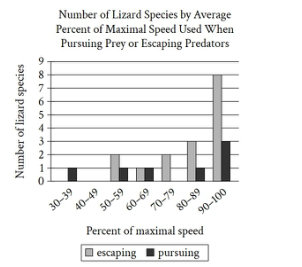 Number of Lizard Species by Average
Percent of Maximal Speed Used When
Pursuing Prey or Escaping Predators
Number of lizard species
9
8
7
6
5
4
3
2
1
0
30–39
40–49
50–59
60–69
70–79
80–89
90–100
Percent of maximal speed
escaping
pursuing